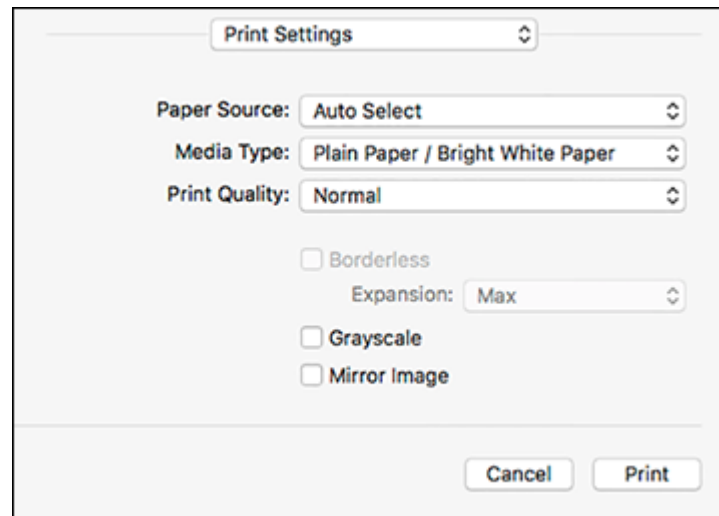 Print Settings
Paper Source: Auto Select
Media Type: Plain Paper / Bright White Paper
Print Quality: Normal
Borderless
Expansion: Max
Grayscale
Mirror Image
Cancel Print